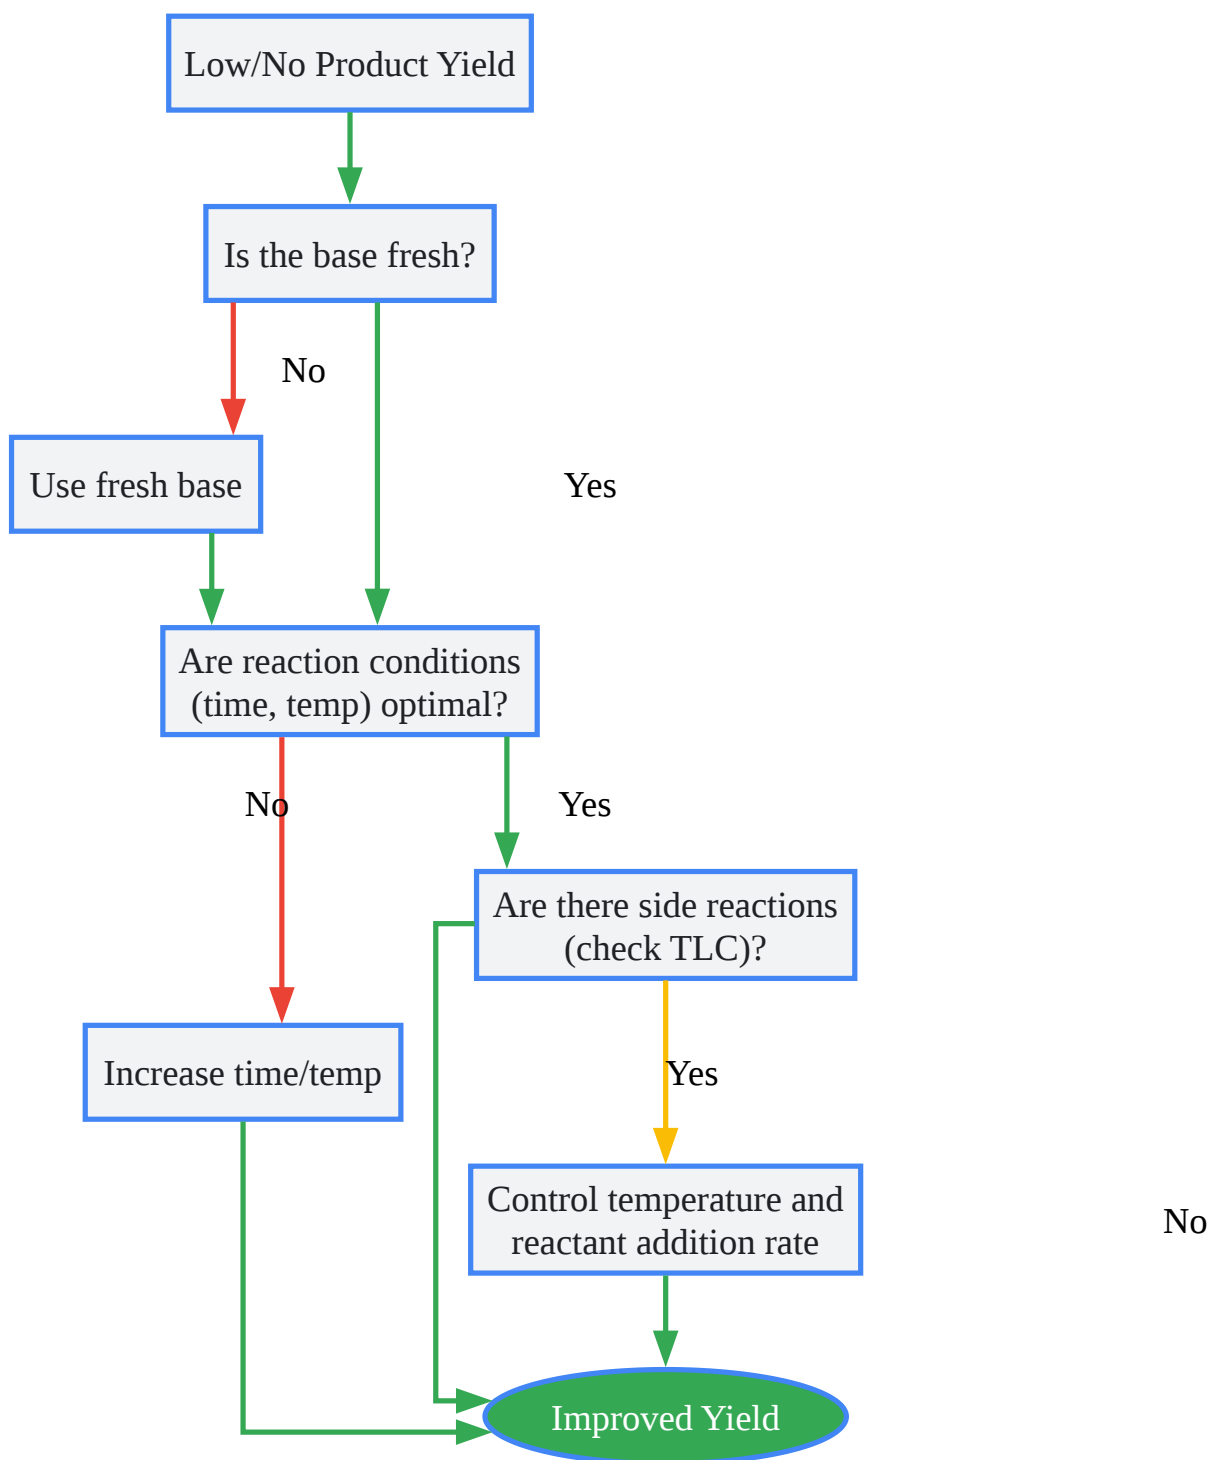 Low/No Product Yield
Is the base fresh?
No
Use fresh base
Yes
Are reaction conditions
(time, temp) optimal?
No
Yes
Are there side reactions
(check TLC)?
Increase time/temp
Yes
Control temperature and
reactant addition rate
No
Improved Yield